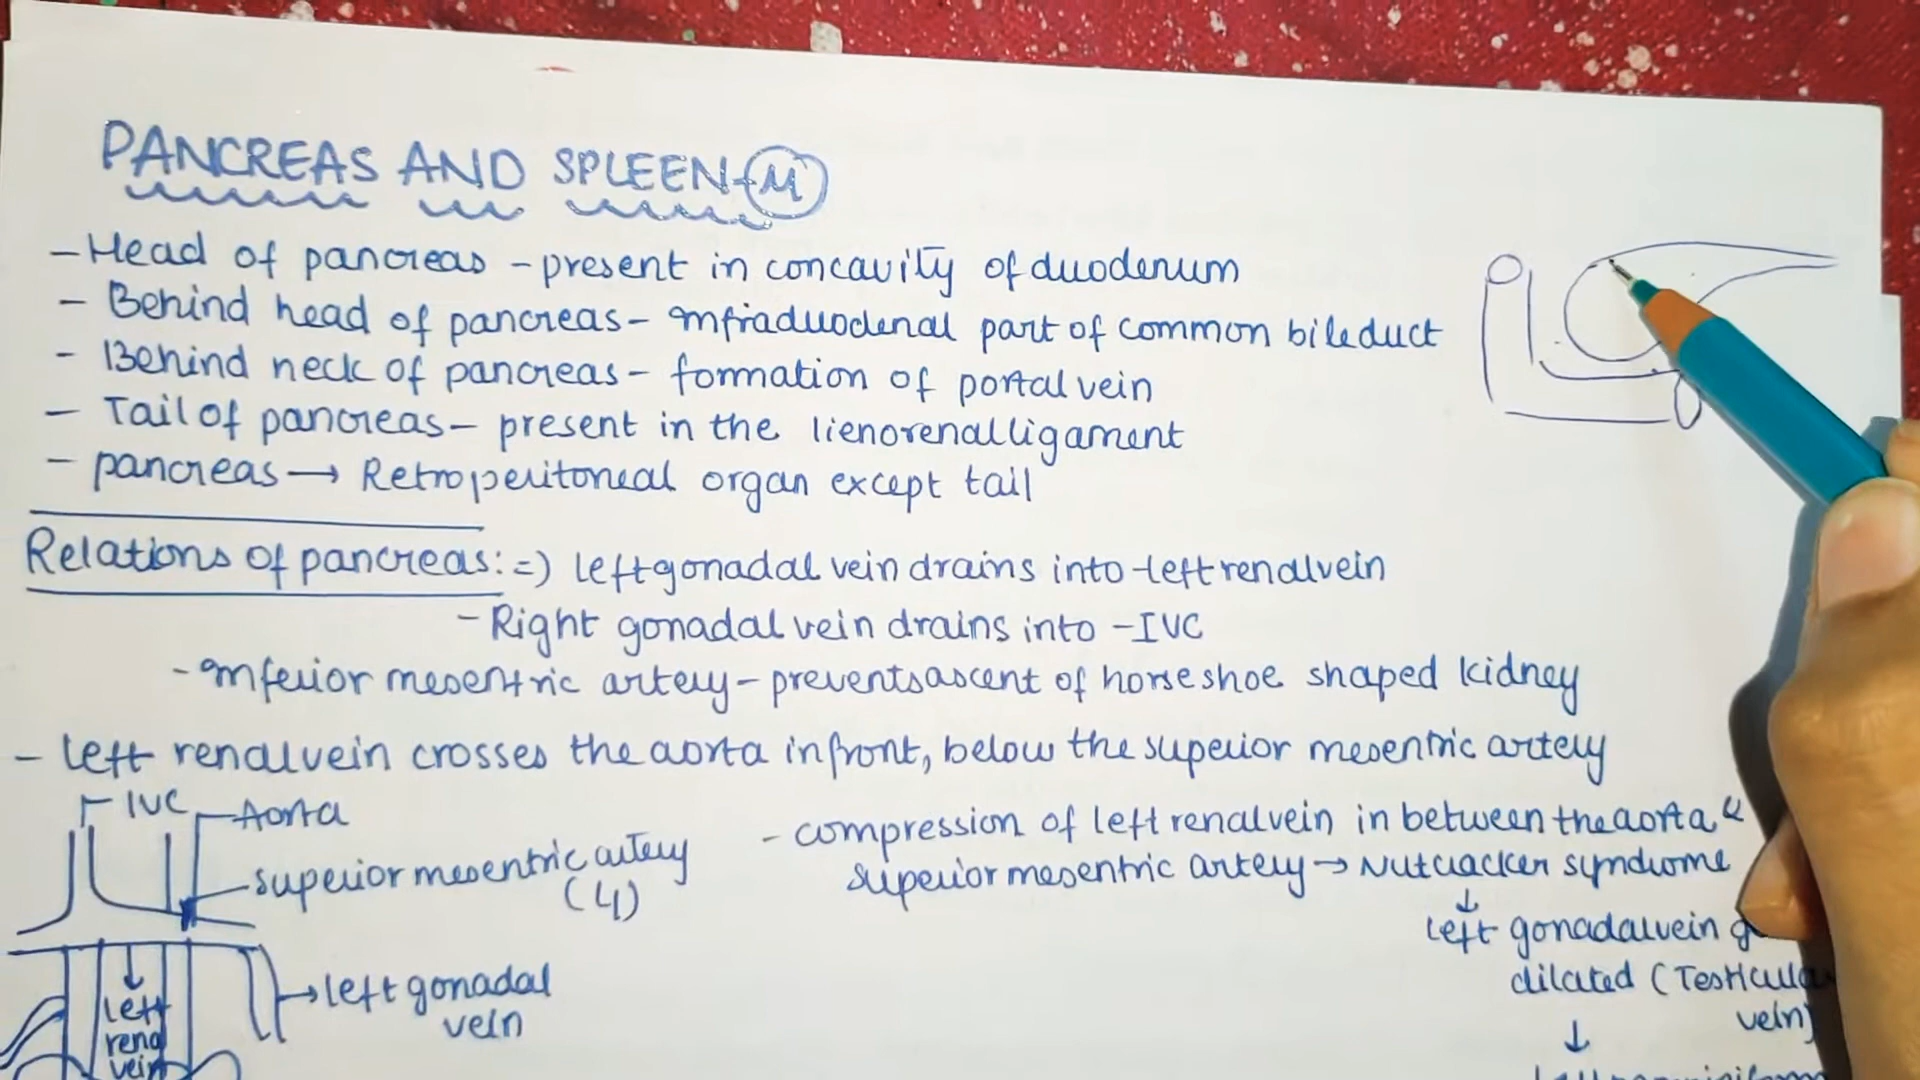 PANCREAS AND SPLEEN-M
- Head of pancreas - present in concavity of duodenum
- Behind head of pancreas - Infraduodenal part of common bileduct
- Behind neck of pancreas - formation of portal vein
- Tail of pancreas - present in the lienorenal ligament
- pancreas → Retroperitoneal organ except tail
Relations of pancreas: =) left gonadal vein drains into - left renal vein
- Right gonadal vein drains into - IVC
- Inferior mesentric artery - prevents ascent of horse shoe shaped kidney
- left renal vein crosses the aorta infront, below the superior mesentric artery
IVC
Aorta
superior mesentric artery
(L1)
- compression of left renal vein in between the aorta &
superior mesentric artery → Nutcracker syndrome
↓
left gonadal vein
dilated (Testicular
vein)
↓
→ left gonadal
vein
↓
left
renal
vein